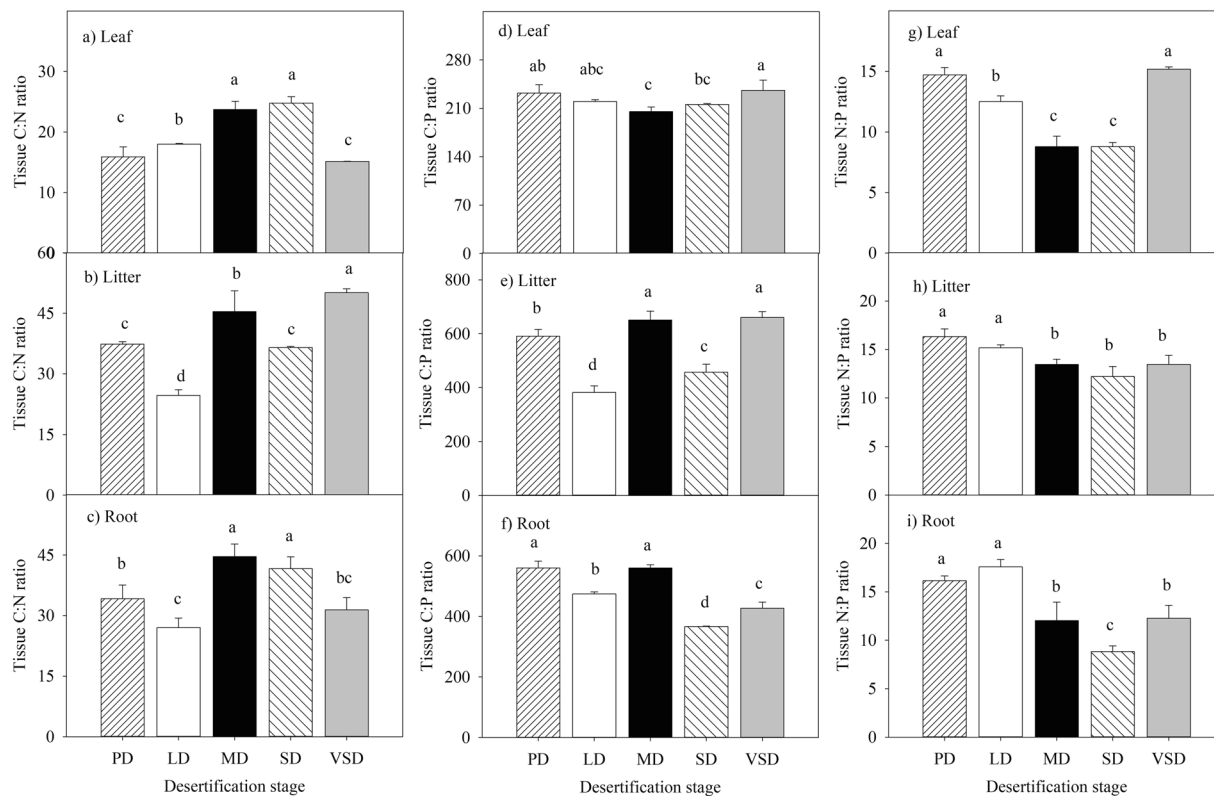 a) Leaf
Tissue C:N ratio
30
20
10
0
c
b
a
a
c
b) Litter
Tissue C:N ratio
60
45
30
15
0
c
d
b
c
a
c) Root
Tissue C:N ratio
45
30
15
0
b
c
a
a
bc
PD LD MD SD VSD
Desertification stage
d) Leaf
Tissue C:P ratio
280
210
140
70
0
ab
abc
c
bc
a
e) Litter
Tissue C:P ratio
800
600
400
200
0
b
d
a
c
a
f) Root
Tissue C:P ratio
600
400
200
0
a
b
a
d
c
PD LD MD SD VSD
Desertification stage
g) Leaf
Tissue N:P ratio
15
10
5
0
a
b
c
c
a
h) Litter
Tissue N:P ratio
20
15
10
5
0
a
a
b
b
b
i) Root
Tissue N:P ratio
20
15
10
5
0
a
a
b
c
b
PD LD MD SD VSD
Desertification stage